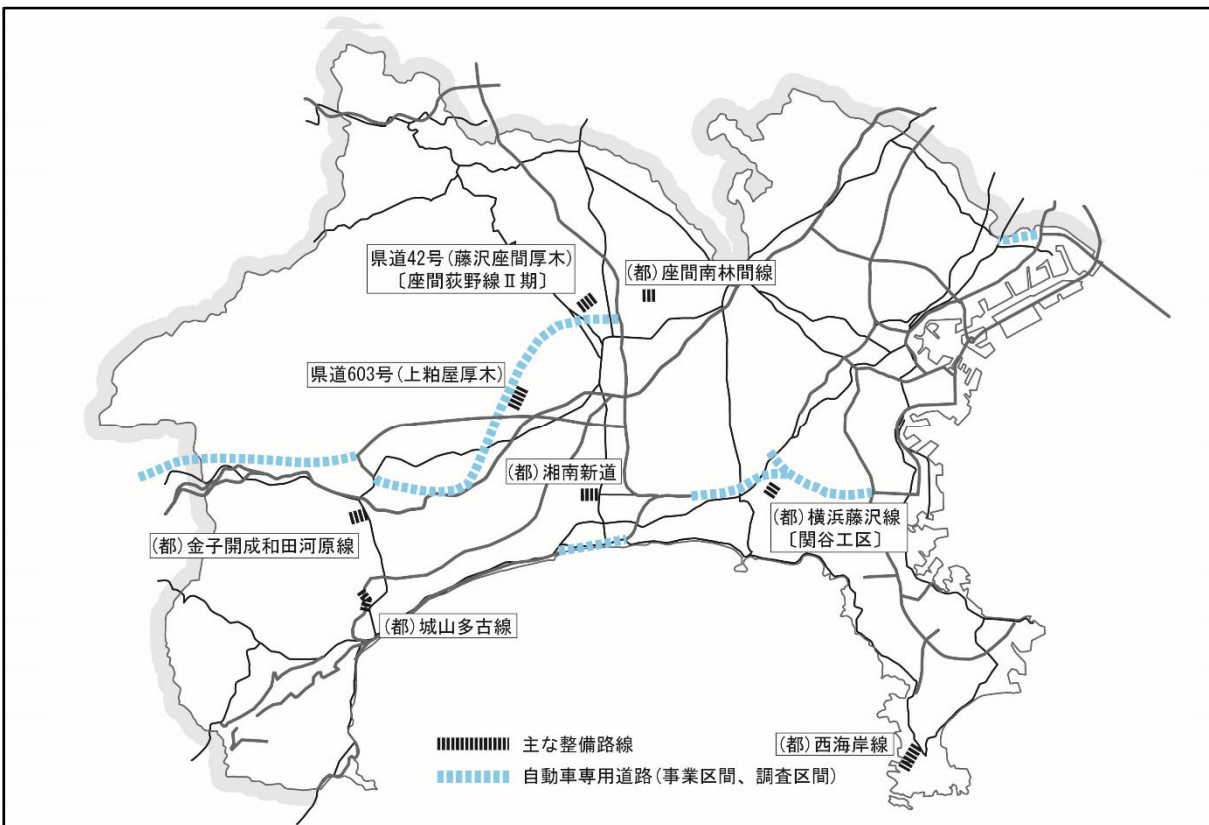 県道42号(藤沢座間厚木)
〔座間荻野線Ⅱ期〕
(都)座間南林間線
県道603号(上粕屋厚木)
(都)湘南新道
(都)横浜藤沢線
〔関谷工区〕
(都)金子開成和田河原線
(都)城山多古線
(都)西海岸線
主な整備路線
自動車専用道路(事業区間、調査区間)